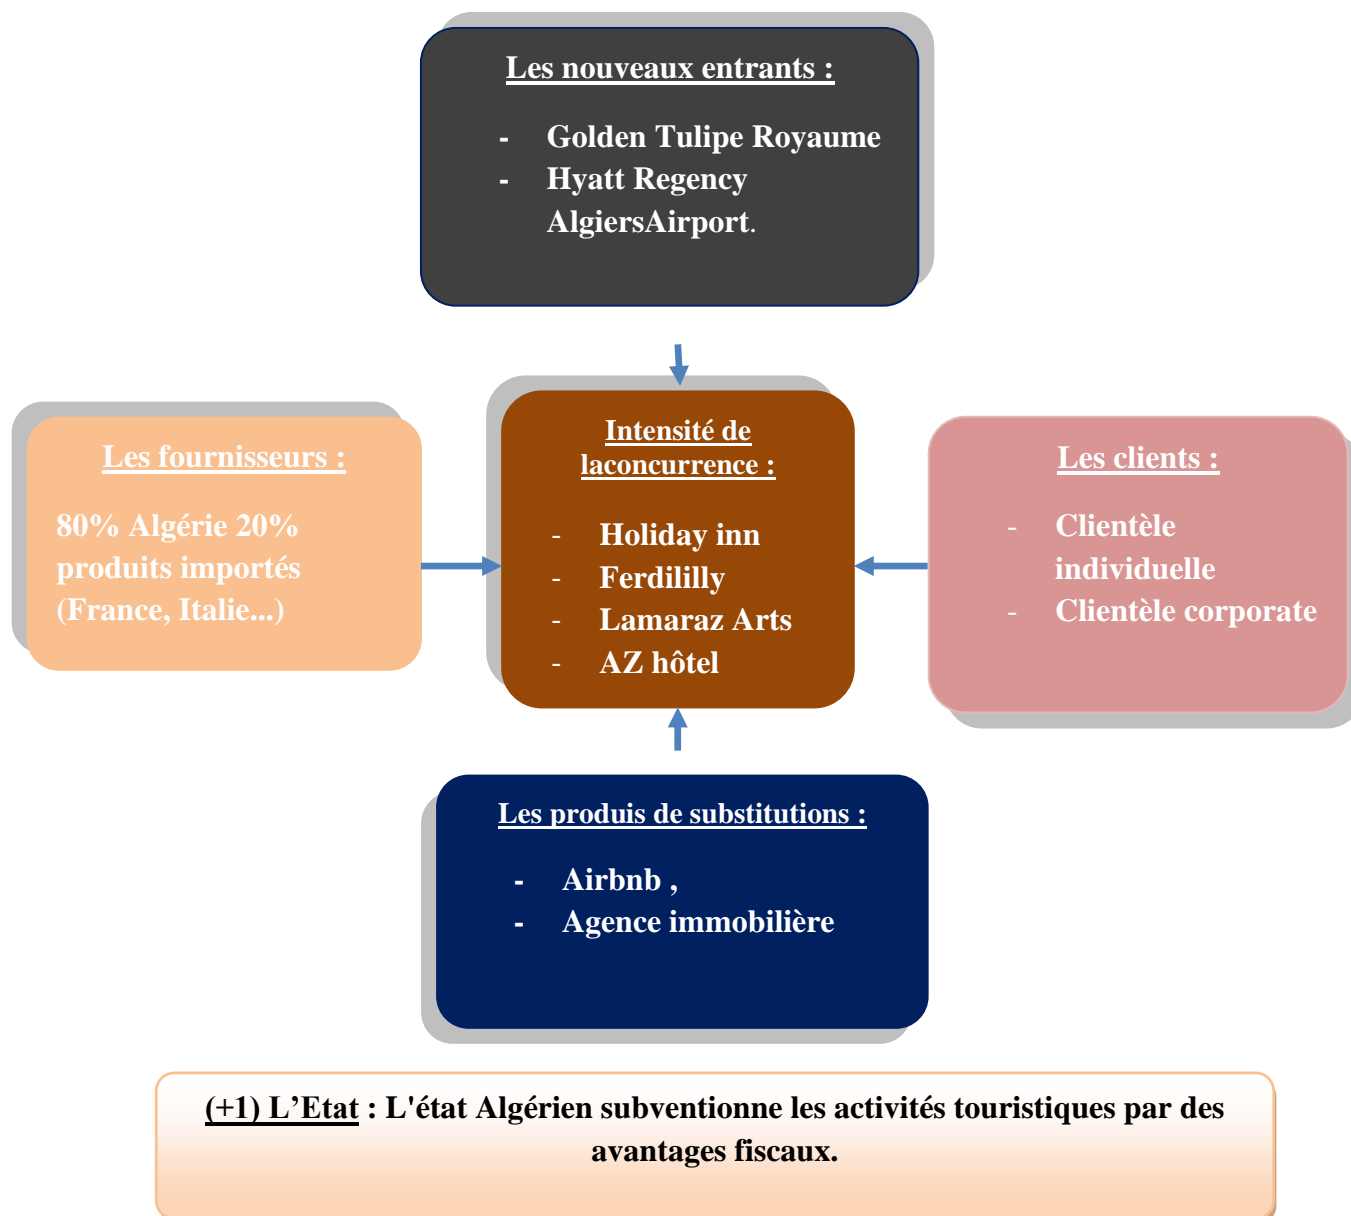 Les nouveaux entrants :
- Golden Tulipe Royaume
- Hyatt Regency
AlgiersAirport.
Les fournisseurs :
80% Algérie 20%
produits importés
(France, Italie...)
Intensité de
laconcurrence :
- Holiday inn
- Ferdililly
- Lamaraz Arts
- AZ hôtel
Les clients :
- Clientèle
individuelle
- Clientèle corporate
Les produis de substitutions :
- Airbnb ,
- Agence immobilière
(+1) L’Etat : L'état Algérien subventionne les activités touristiques par des
avantages fiscaux.